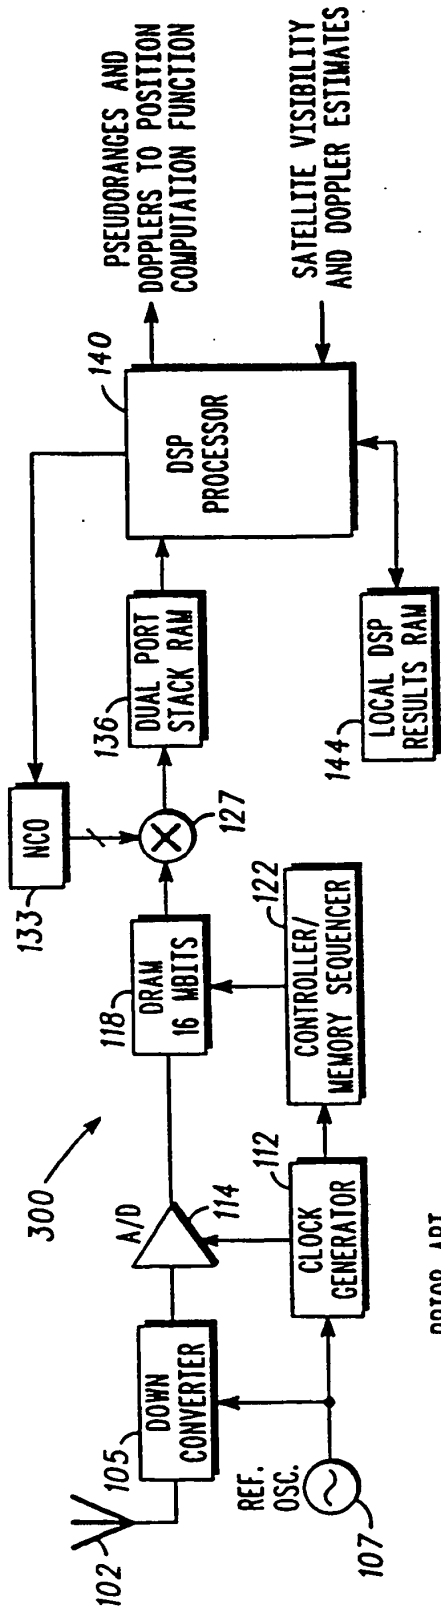 300
102
105
DOWN
CONVERTER
A/D
114
118
DRAM
16 MBITS
133
NCO
127
136
DUAL PORT
STACK RAM
140
DSP
PROCESSOR
PSEUDORANGES AND
DOPPLERS TO POSITION
COMPUTATION FUNCTION
SATELLITE VISIBILITY
AND DOPPLER ESTIMATES
REF.
OSC.
107
112
CLOCK
GENERATOR
122
CONTROLLER/
MEMORY SEQUENCER
144
LOCAL DSP
RESULTS RAM
PRIOR ART